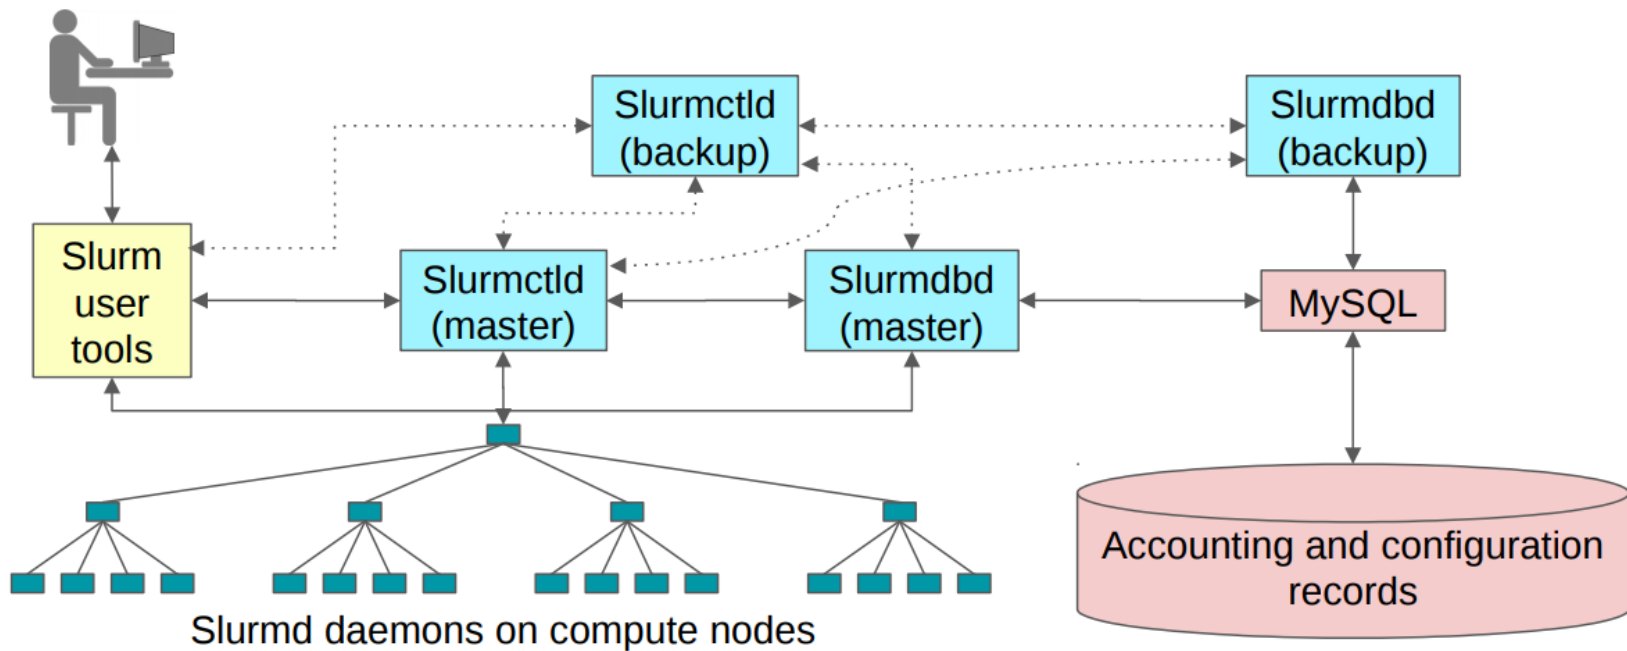 Slurmctld
(backup)
Slurmdbd
(backup)
Slurm
user
tools
Slurmctld
(master)
Slurmdbd
(master)
MySQL
Accounting and configuration
records
Slurmd daemons on compute nodes